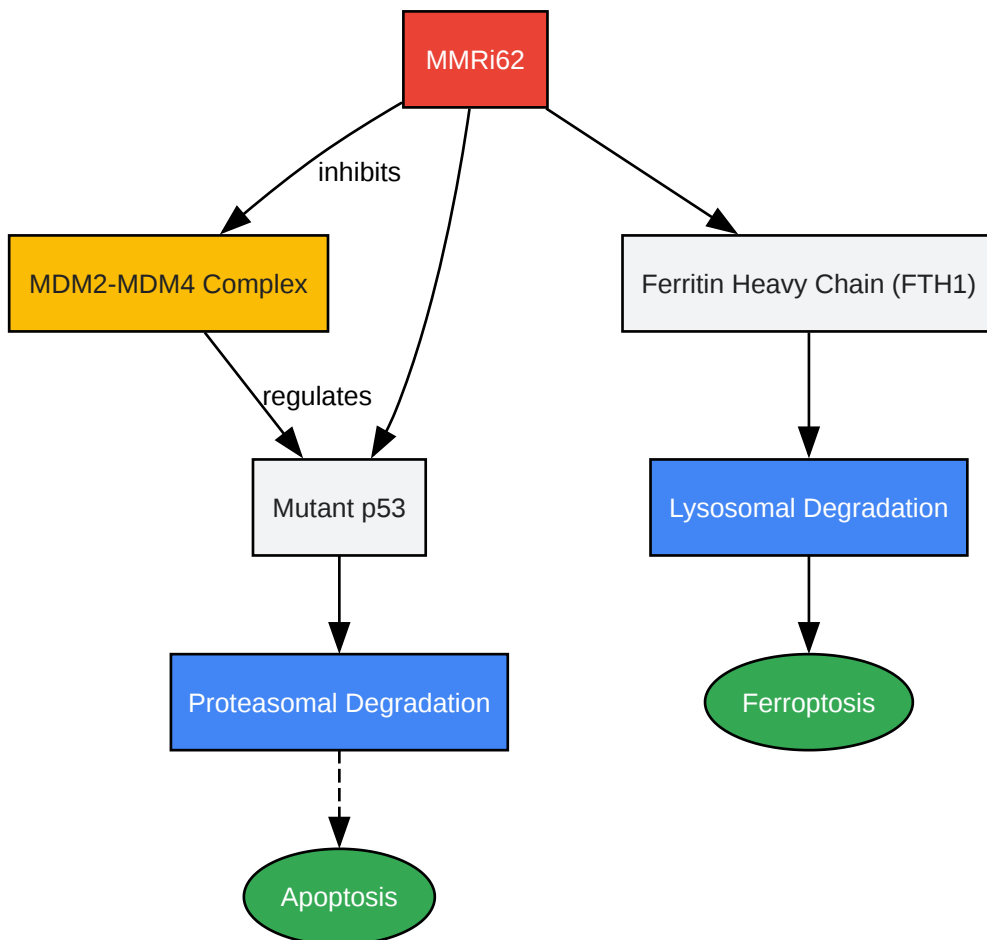 MMRi62
inhibits
MDM2-MDM4 Complex
Ferritin Heavy Chain (FTH1)
regulates
Mutant p53
Lysosomal Degradation
Proteasomal Degradation
Ferroptosis
Apoptosis